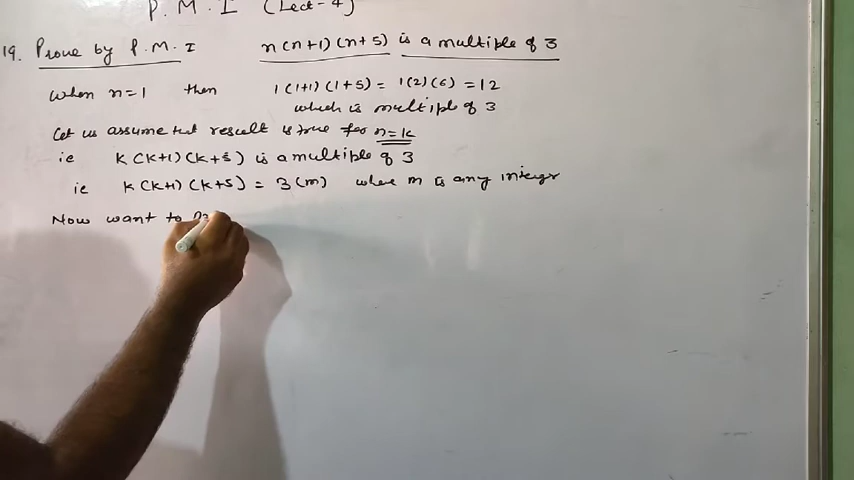 P. M. I (Lect-4)
19. Prove by P. M. I n(n+1)(n+5) is a multiple of 3
when n=1 then 1(1+1)(1+5) = 1(2)(6) = 12
which is multiple of 3
Let us assume that result is true for n=k
ie k(k+1)(k+5) is a multiple of 3
ie k(k+1)(k+5) = 3(m) where m is any integer
Now want to